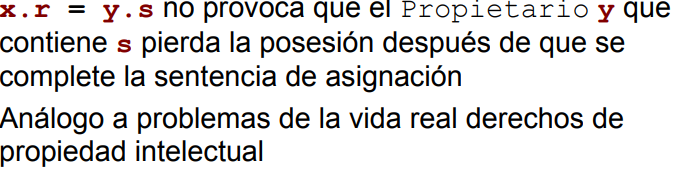 x.r = y.s no provoca que el Propietario y que
contiene s pierda la posesión después de que se
complete la sentencia de asignación
Análogo a problemas de la vida real derechos de
propiedad intelectual